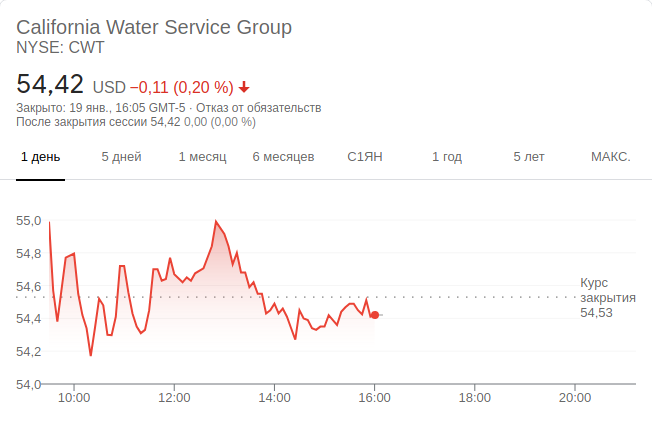 California Water Service Group
NYSE: CWT
54,42 USD −0,11 (0,20 %)
Закрыто: 19 янв., 16:05 GMT-5 · Отказ от обязательств
После закрытия сессии 54,42 0,00 (0,00 %)
1 день 5 дней 1 месяц 6 месяцев С1ЯН 1 год 5 лет МАКС.
55,0
54,8
54,6
54,4
54,2
54,0
Курс
закрытия
54,53
10:00 12:00 14:00 16:00 18:00 20:00